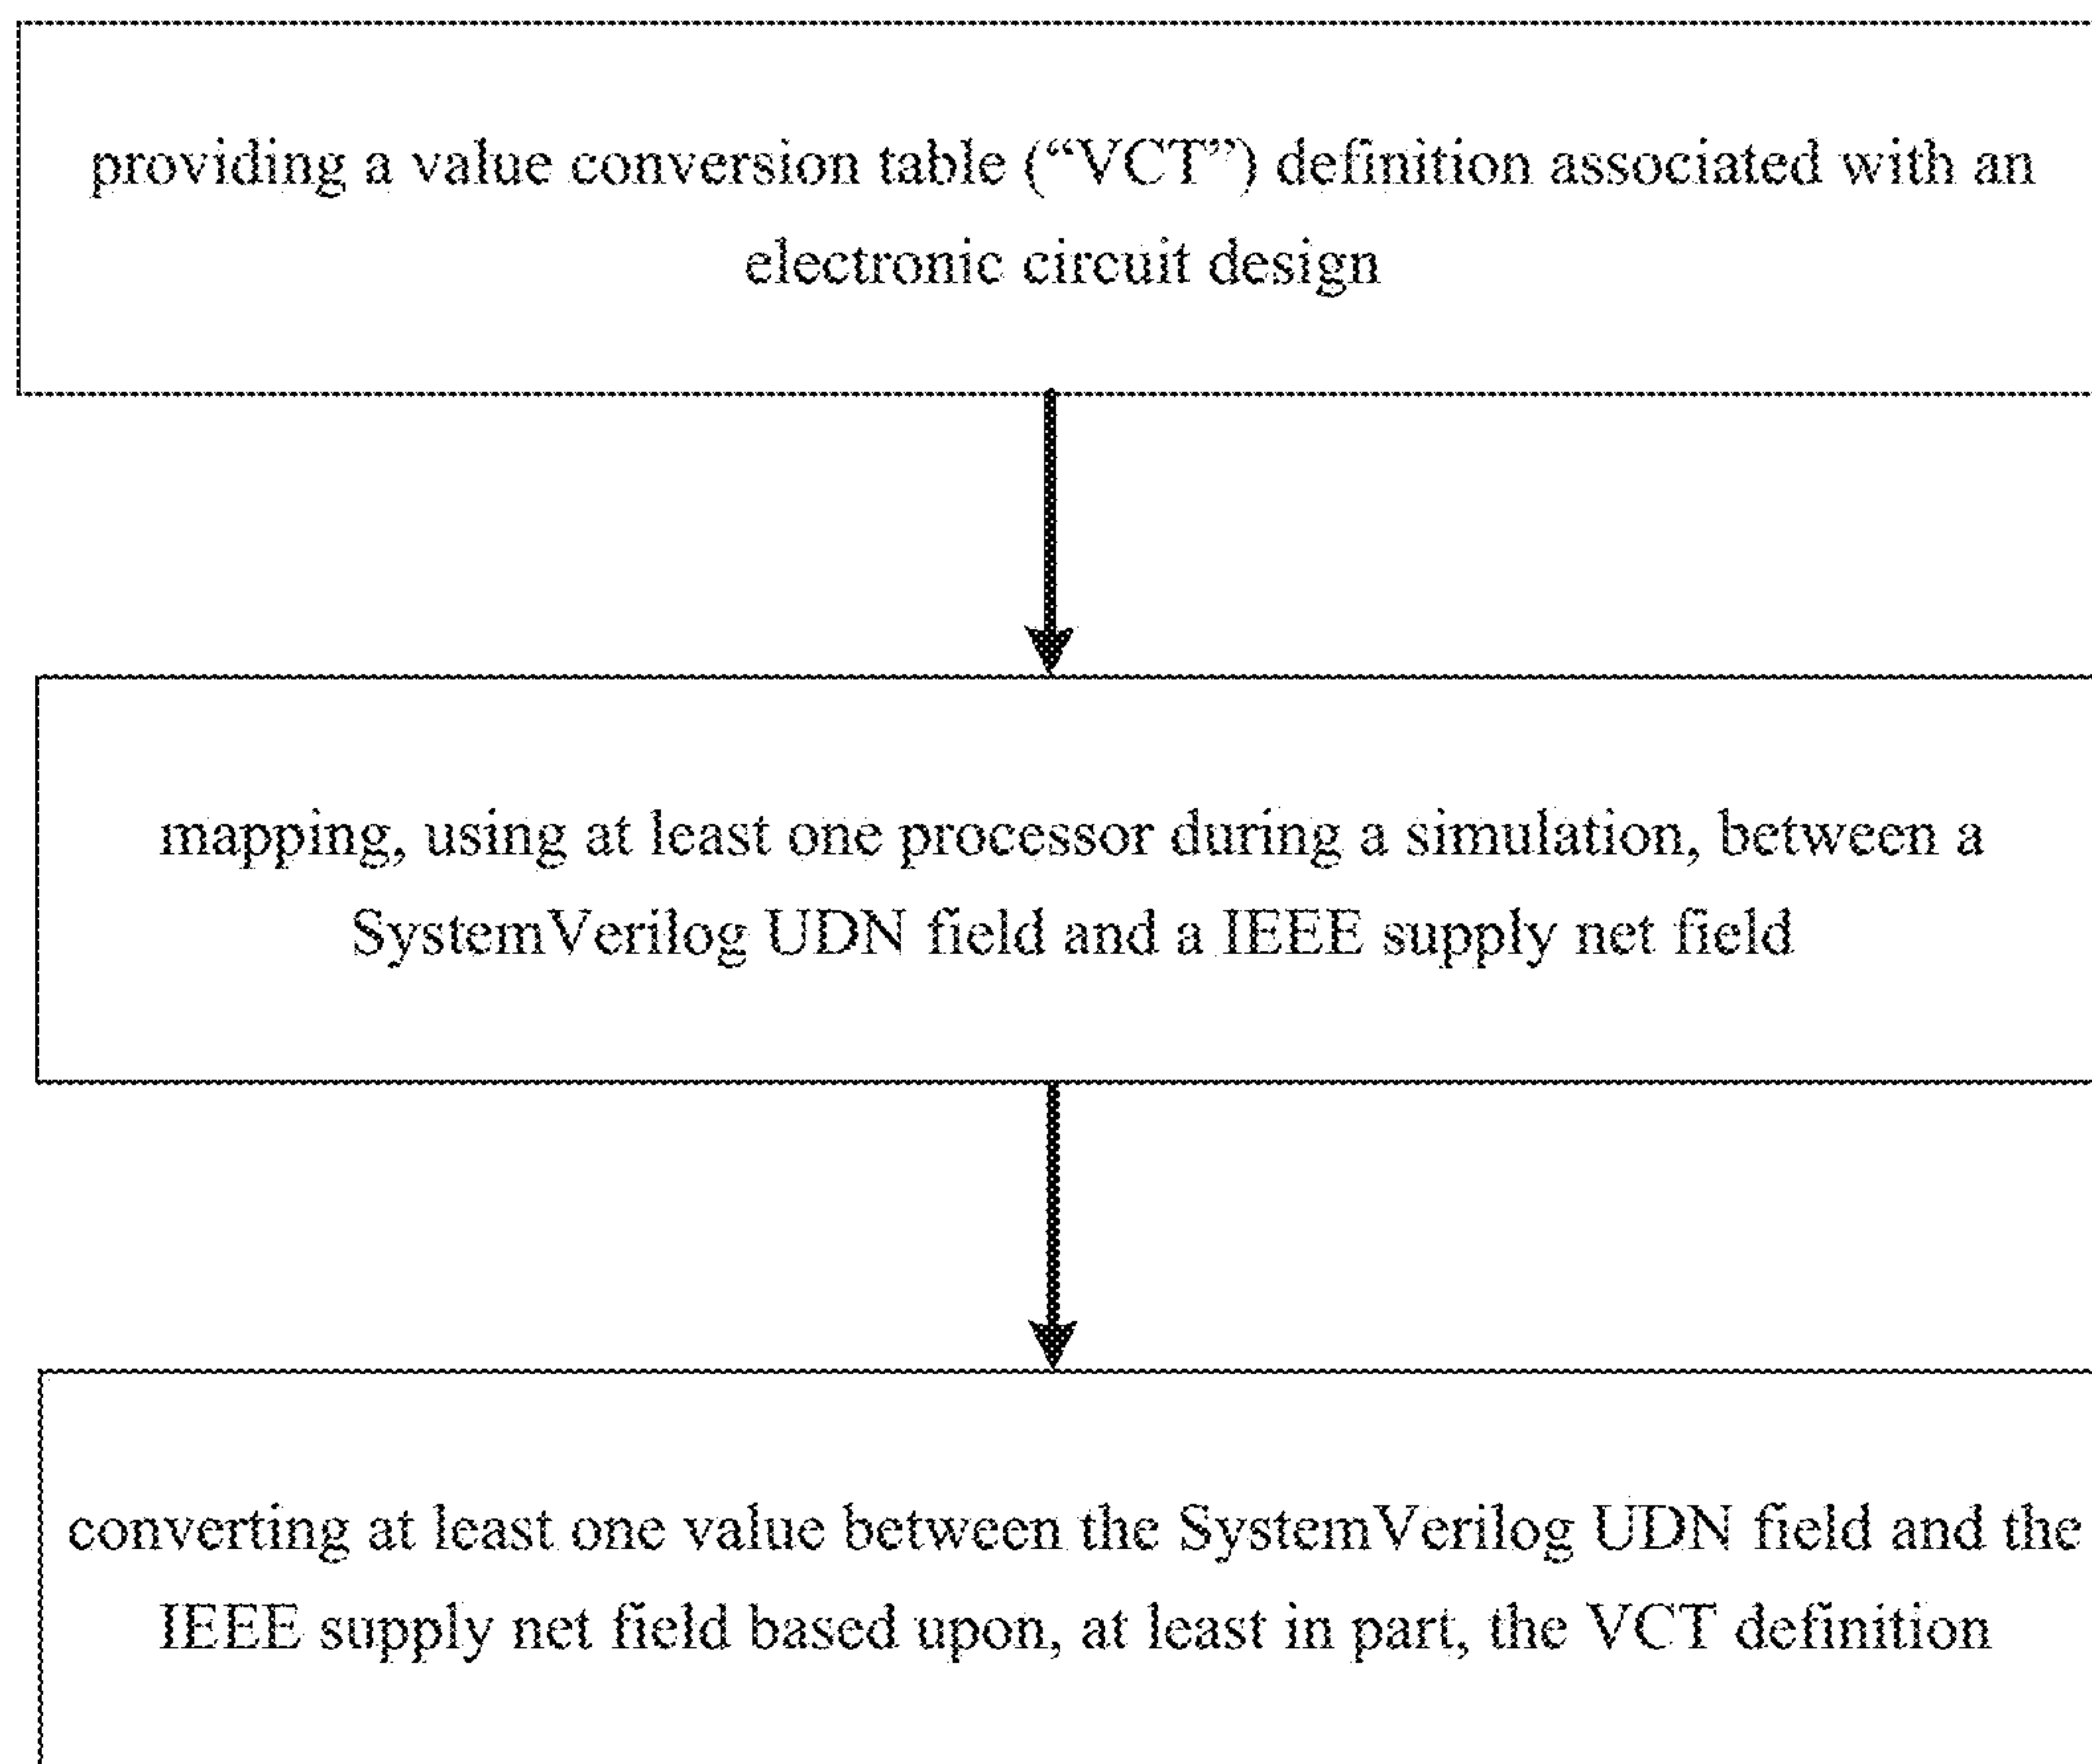 providing a value conversion table (“VCT”) definition associated with an
electronic circuit design
mapping, using at least one processor during a simulation, between a
SystemVerilog UDN field and a IEEE supply net field
converting at least one value between the SystemVerilog UDN field and the
IEEE supply net field based upon, at least in part, the VCT definition